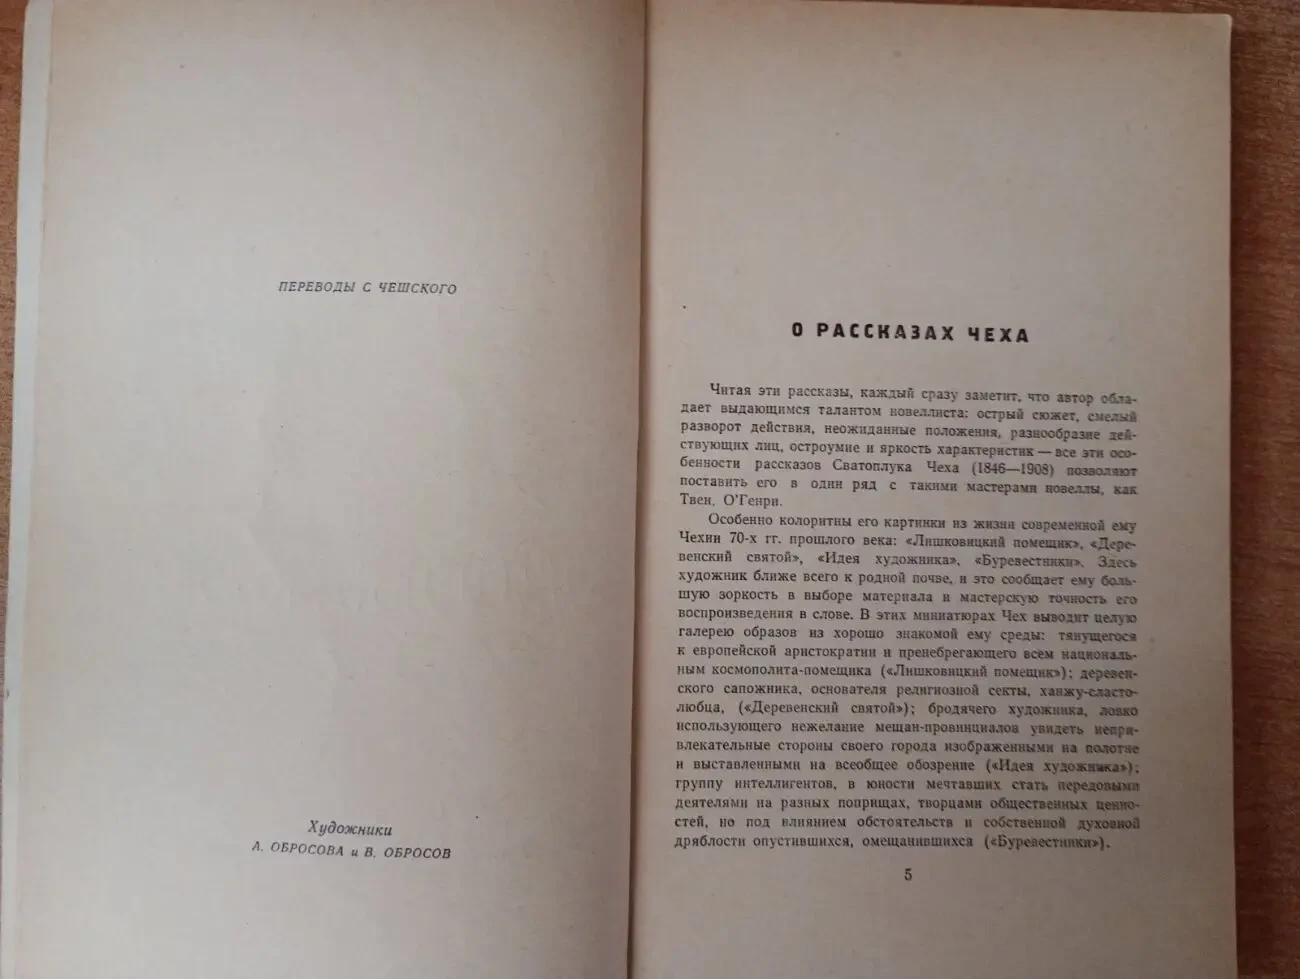 ПЕРЕВОДЫ С ЧЕШСКОГО
Художники
А. ОБРОСОВА и В. ОБРОСОВ
О РАССКАЗАХ ЧЕХА
Читая эти рассказы, каждый сразу заметит, что автор обла-
дает выдающимся талантом новеллиста: острый сюжет, смелый
разворот действия, неожиданные положения, разнообразие дей-
ствующих лиц, остроумие и яркость характеристик — все эти осо-
бенности рассказов Сватоплука Чеха (1846—1908) позволяют
поставить его в один ряд с такими мастерами новеллы, как
Твен, О'Генри.
Особенно колоритны его картинки из жизни современной ему
Чехии 70-х гг. прошлого века: «Лишковицкий помещик», «Дере-
венский святой», «Идея художника», «Буревестники». Здесь
художник ближе всего к родной почве, и это сообщает ему боль-
шую зоркость в выборе материала и мастерскую точность его
воспроизведения в слове. В этих миниатюрах Чех выводит целую
галерею образов из хорошо знакомой ему среды: тянущегося
к европейской аристократии и пренебрегающего всем националь-
ным космополита-помещика («Лишковицкий помещик»); деревен-
ского сапожника, основателя религиозной секты, ханжу-сласто-
любца, («Деревенский святой»); бродячего художника, ловко
использующего нежелание мещан-провинциалов увидеть непри-
влекательные стороны своего города изображенными на полотне
и выставленными на всеобщее обозрение («Идея художника»);
группу интеллигентов, в юности мечтавших стать передовыми
деятелями на разных поприщах, творцами общественных ценно-
стей, но под влиянием обстоятельств и собственной духовной
дряблости опустившихся, омещанившихся («Буревестники»).
5